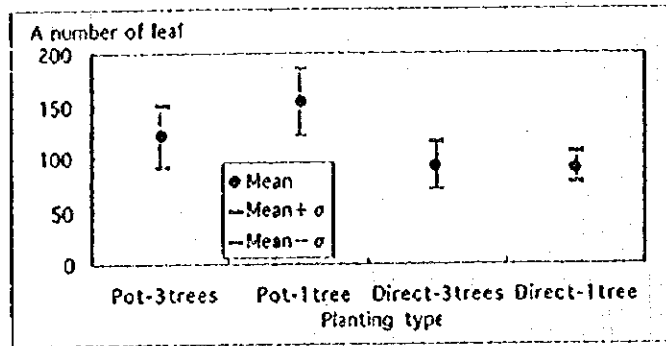 A number of leaf
200
150
100
50
0
Mean
Mean + σ
Mean - σ
Pot-3trees Pot-1tree Direct-3trees Direct-1tree
Planting type